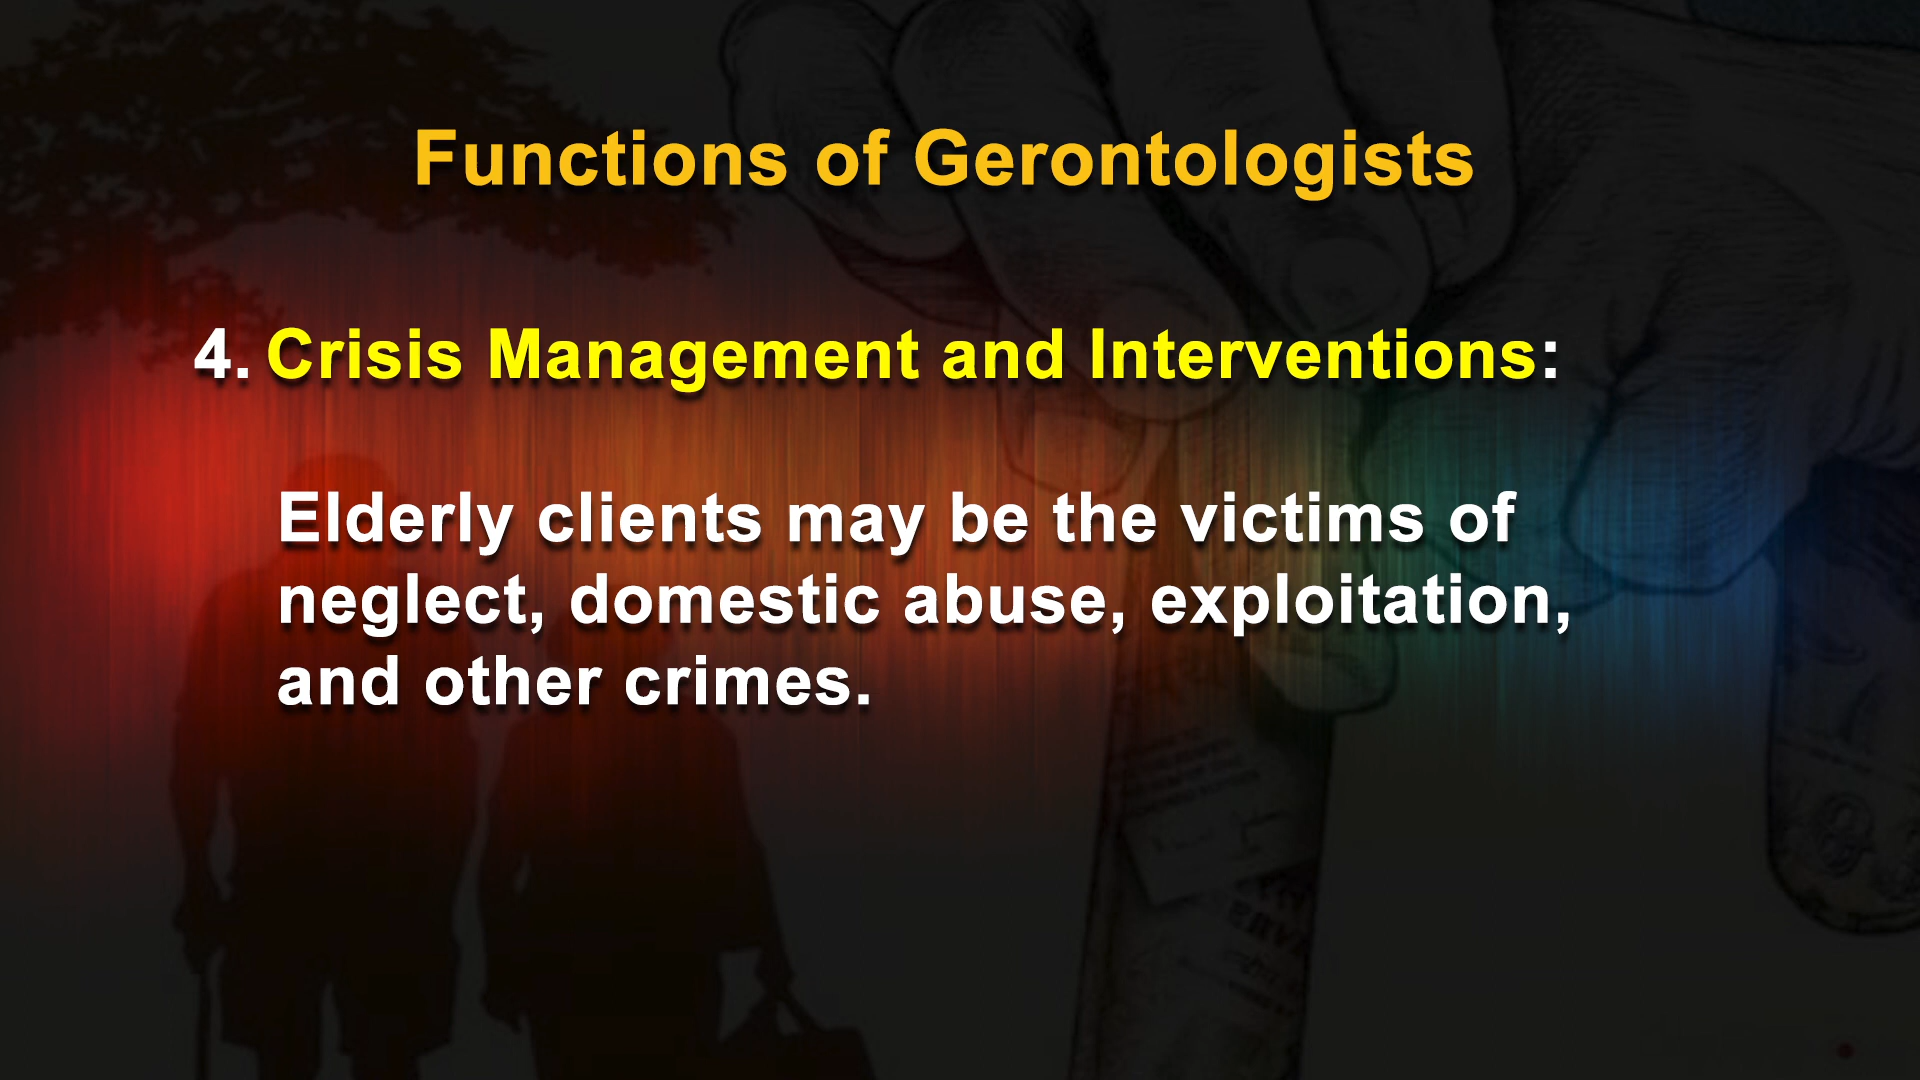 Functions of Gerontologists
4. Crisis Management and Interventions:
Elderly clients may be the victims of
neglect, domestic abuse, exploitation,
and other crimes.